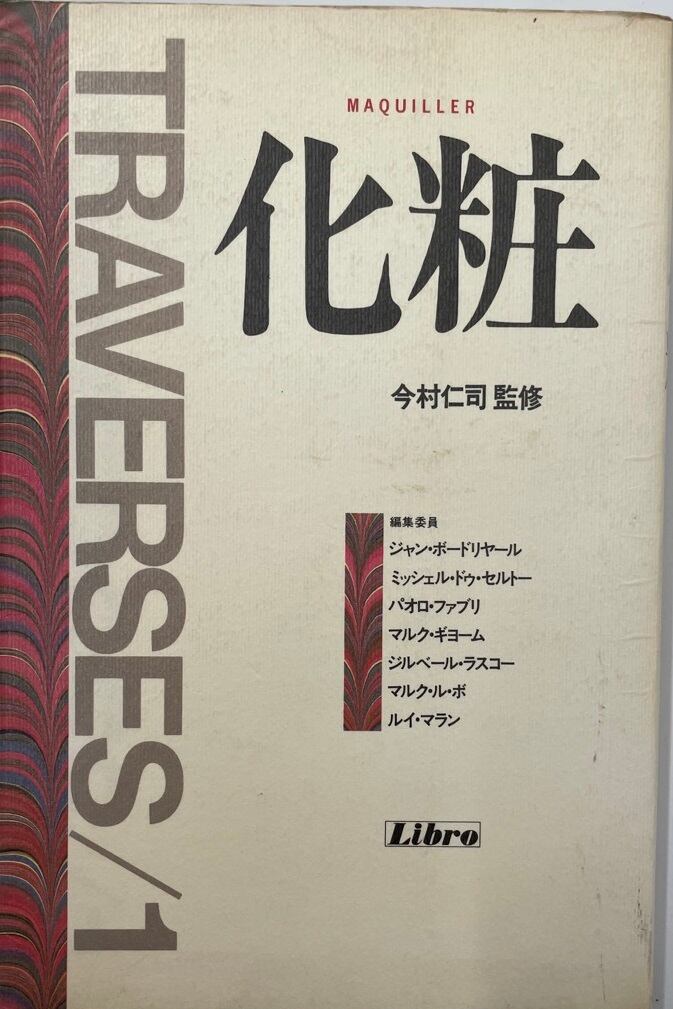 TRAVERSES/1
MAQUILLER
化粧
今村仁司 監修
編集委員
ジャン・ボードリヤール
ミッシェル・ドゥ・セルトー
パオロ・ファブリ
マルク・ギヨーム
ジルベール・ラスコー
マルク・ル・ボ
ルイ・マラン
Libro